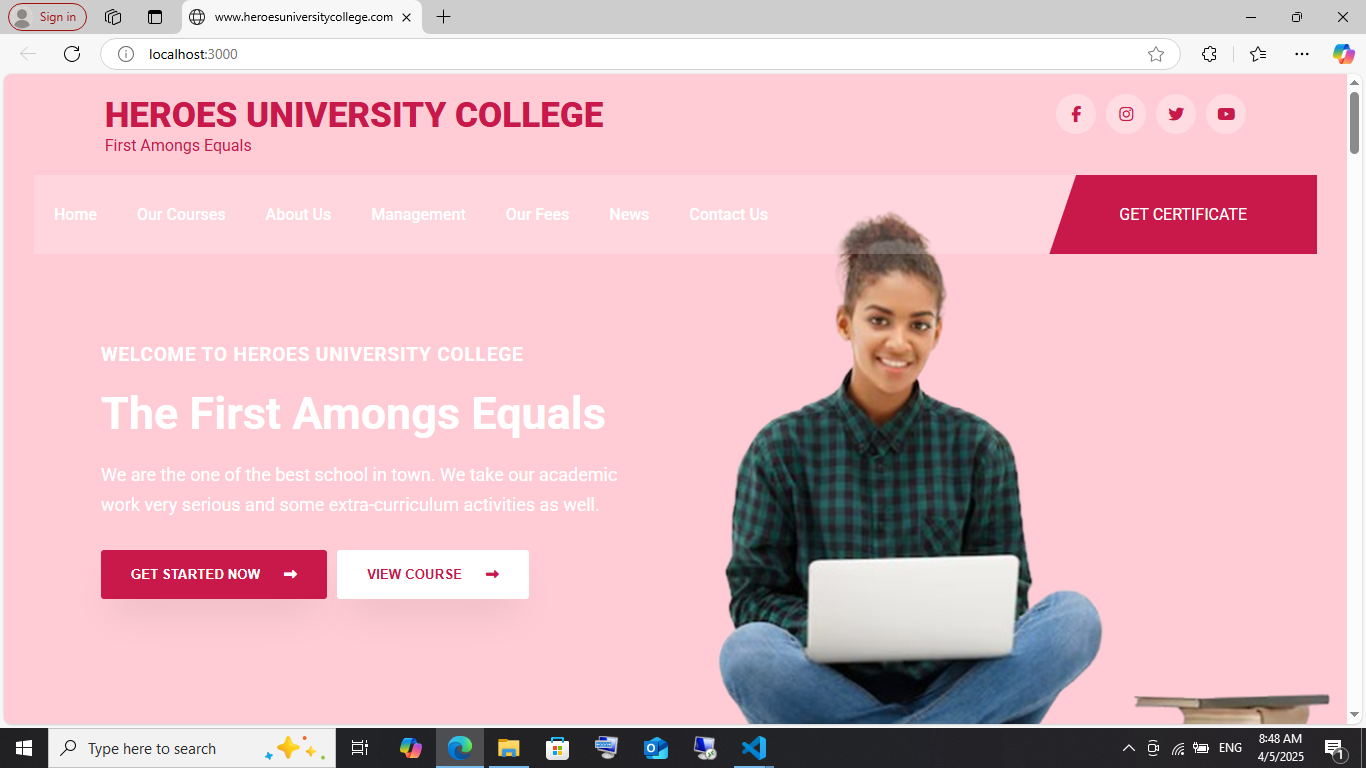 Sign in
www.heroesuniversitycollege.com
localhost:3000
HEROES UNIVERSITY COLLEGE
First Amongs Equals
Home Our Courses About Us Management Our Fees News Contact Us GET CERTIFICATE
WELCOME TO HEROES UNIVERSITY COLLEGE
The First Amongs Equals
We are the one of the best school in town. We take our academic
work very serious and some extra-curriculum activities as well.
GET STARTED NOW VIEW COURSE
Type here to search
ENG
8:48 AM
4/5/2025
1